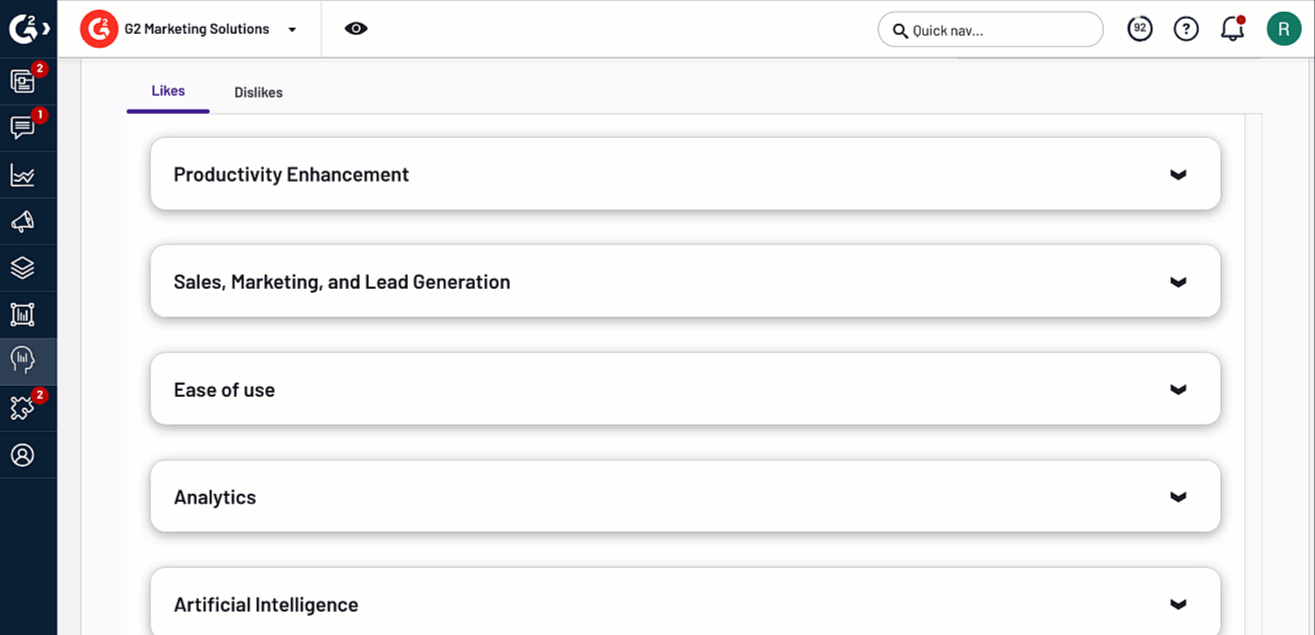 G2 Marketing Solutions
Quick nav...
92
?
R
2
1
2
Likes
Dislikes
Productivity Enhancement
Sales, Marketing, and Lead Generation
Ease of use
Analytics
Artificial Intelligence